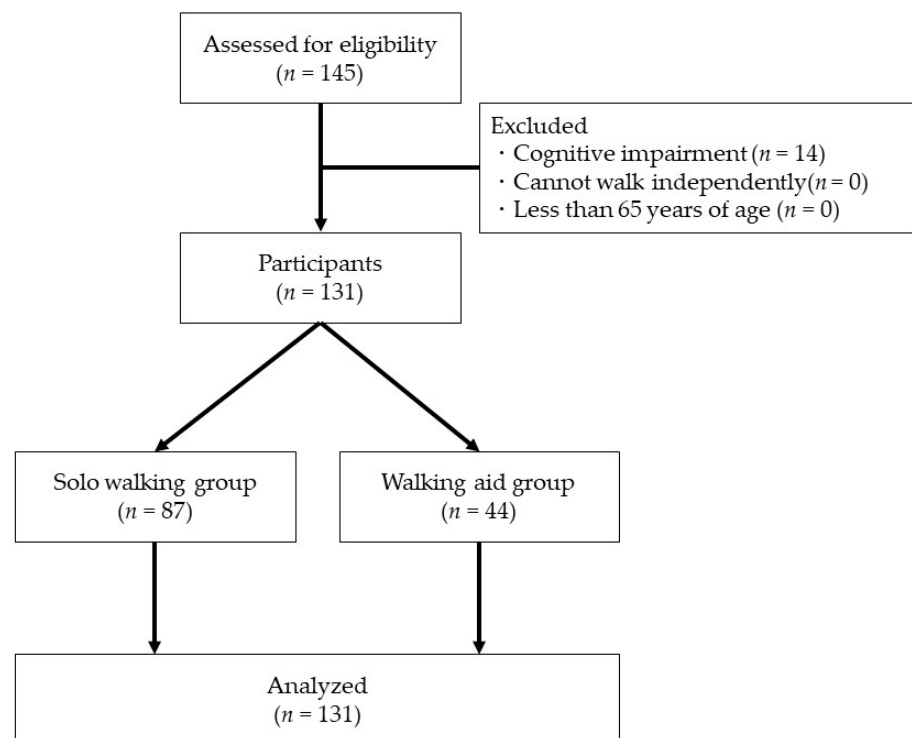 Assessed for eligibility
(n = 145)
Excluded
・Cognitive impairment (n = 14)
・Cannot walk independently(n = 0)
・Less than 65 years of age (n = 0)
Participants
(n = 131)
Solo walking group
(n = 87)
Walking aid group
(n = 44)
Analyzed
(n = 131)